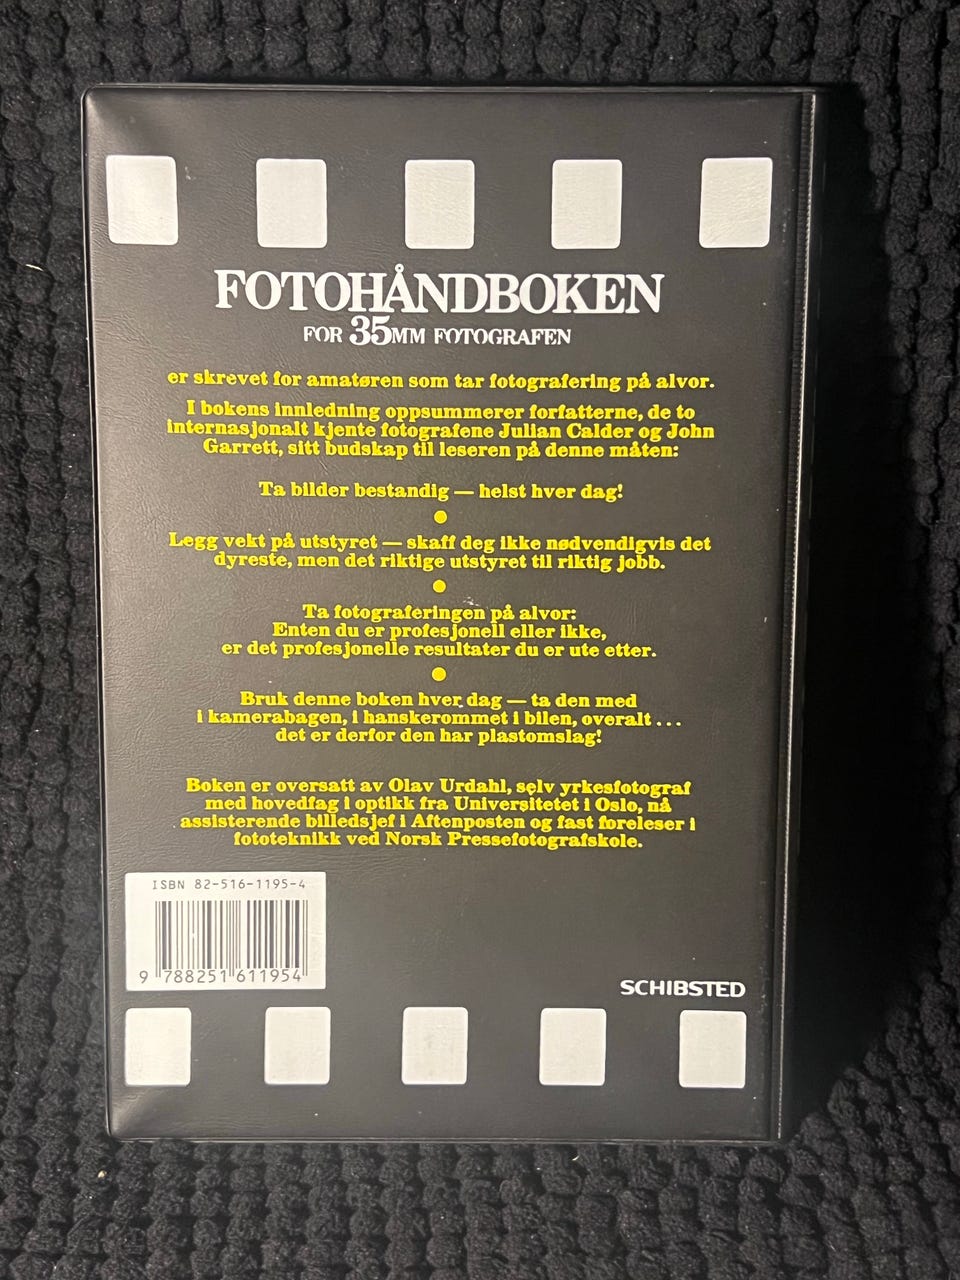 FOTOHÅNDBOKEN
FOR 35MM FOTOGRAFEN
er skrevet for amatøren som tar fotografering på alvor.
I bokens innledning oppsummerer forfatterne, de to
internasjonalt kjente fotografene Julian Calder og John
Garrett, sitt budskap til leseren på denne måten:
Ta bilder bestandig — helst hver dag!
Legg vekt på utstyret — skaff deg ikke nødvendigvis det
dyreste, men det riktige utstyret til riktig jobb.
Ta fotograferingen på alvor:
Enten du er profesjonell eller ikke,
er det profesjonelle resultater du er ute etter.
Bruk denne boken hver dag — ta den med
i kamerabagen, i hanskerommet i bilen, overalt . . .
det er derfor den har plastomslag!
Boken er oversatt av Olav Urdahl, selv yrkesfotograf
med hovedfag i optikk fra Universitetet i Oslo, nå
assisterende billedsjef i Aftenposten og fast foreleser i
fototeknikk ved Norsk Pressefotografskole.
ISBN 82-516-1195-4
9 788251 611954
SCHIBSTED